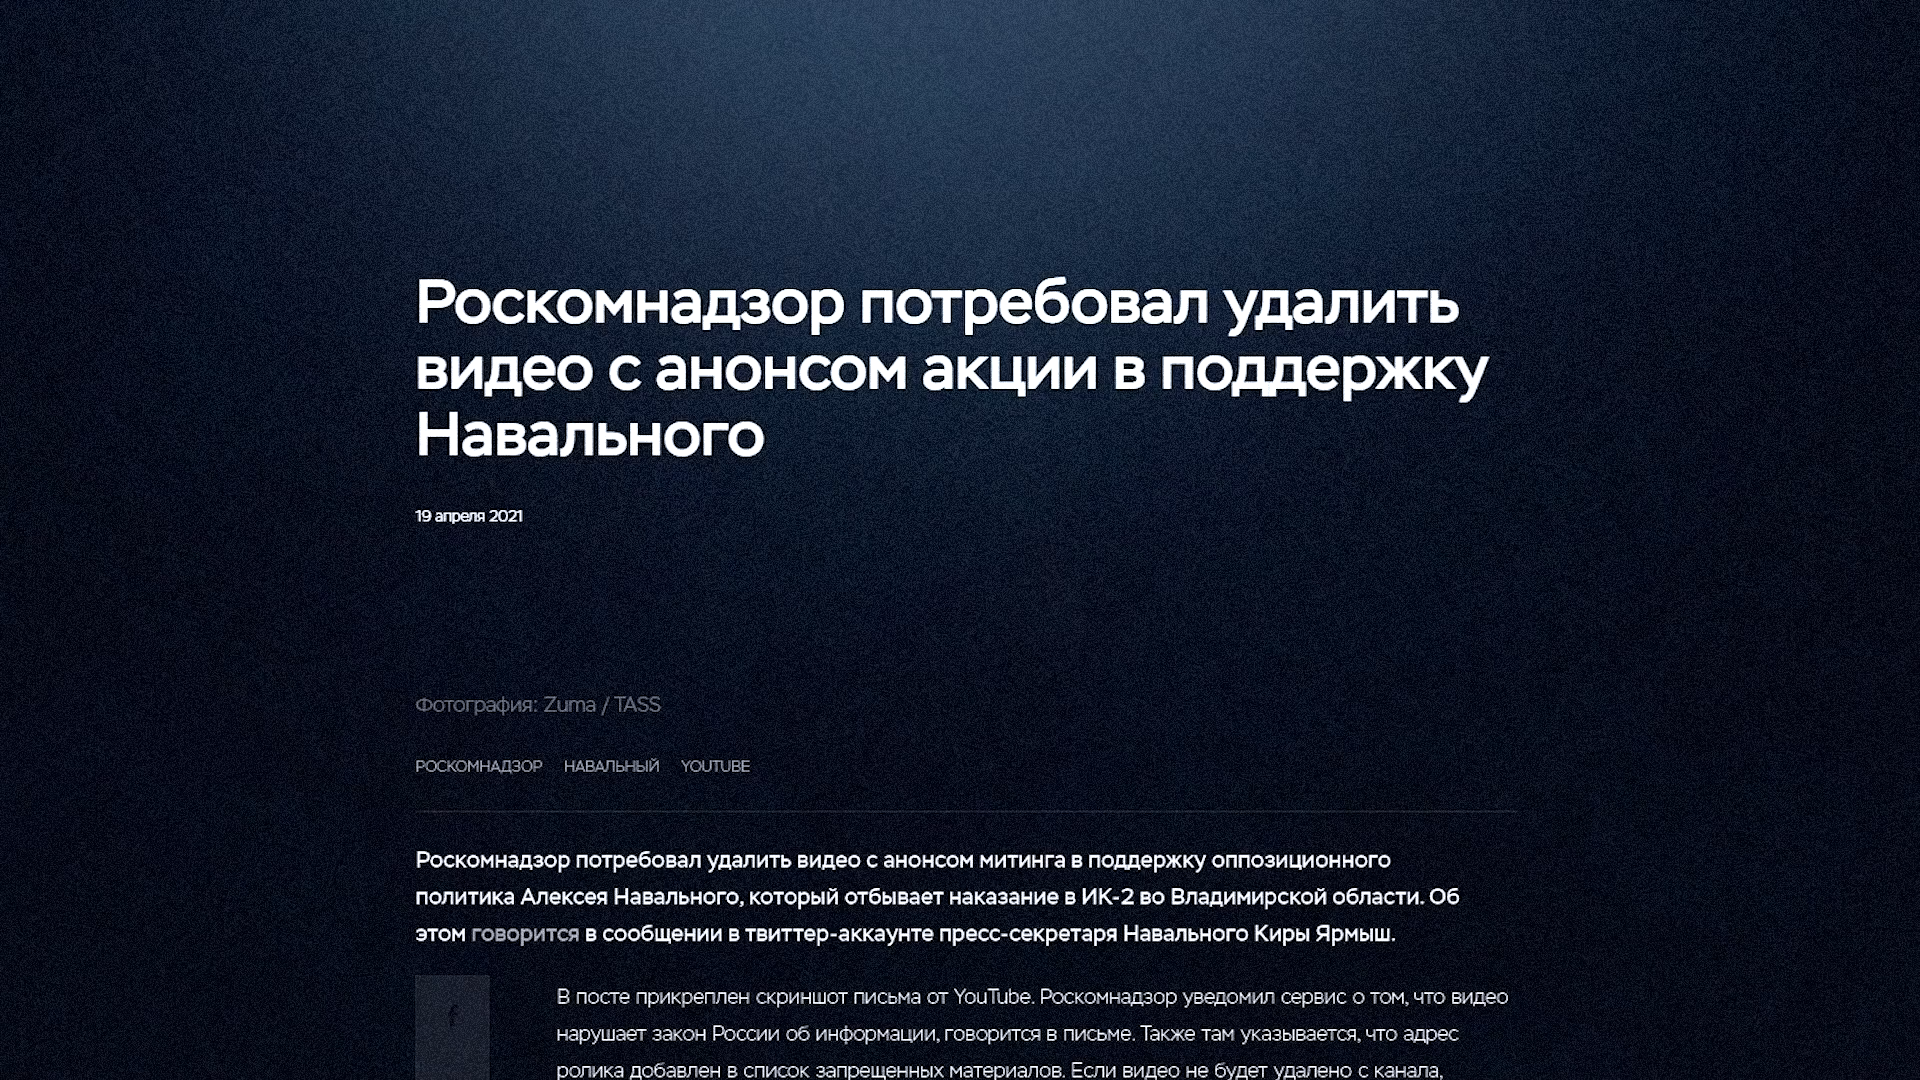 Роскомнадзор потребовал удалить
видео с анонсом акции в поддержку
Навального
19 апреля 2021
Фотография: Zuma / TASS
РОСКОМНАДЗОР НАВАЛЬНЫЙ YOUTUBE
Роскомнадзор потребовал удалить видео с анонсом митинга в поддержку оппозиционного
политика Алексея Навального, который отбывает наказание в ИК-2 во Владимирской области. Об
этом говорится в сообщении в твиттер-аккаунте пресс-секретаря Навального Киры Ярмыш.
f
В посте прикреплен скриншот письма от YouTube. Роскомнадзор уведомил сервис о том, что видео
нарушает закон России об информации, говорится в письме. Также там указывается, что адрес
ролика добавлен в список запрещенных материалов. Если видео не будет удалено с канала,